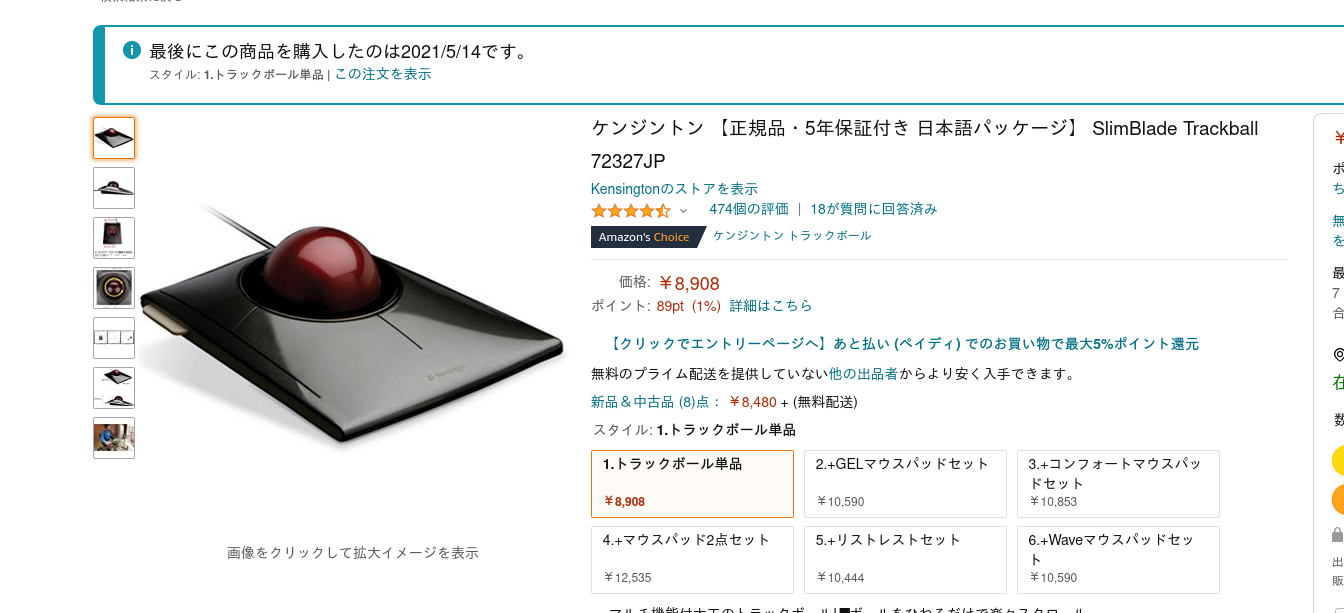 最後にこの商品を購入したのは2021/5/14です。
スタイル: 1.トラックボール単品 | この注文を表示
ケンジントン 【正規品・5年保証付き 日本語パッケージ】 SlimBlade Trackball
72327JP
Kensingtonのストアを表示
474個の評価 | 18が質問に回答済み
Amazon's Choice ケンジントン トラックボール
価格: ￥8,908
ポイント: 89pt (1%) 詳細はこちら
【クリックでエントリーページへ】あと払い (ペイディ) でのお買い物で最大5%ポイント還元
無料のプライム配送を提供していない他の出品者からより安く入手できます。
新品＆中古品 (8)点： ￥8,480 + (無料配送)
スタイル: 1.トラックボール単品
1.トラックボール単品
￥8,908
2.+GELマウスパッドセット
￥10,590
3.+コンフォートマウスパッ
ドセット
￥10,853
4.+マウスパッド2点セット
￥12,535
5.+リストレストセット
￥10,444
6.+Waveマウスパッドセッ
ト
￥10,590
画像をクリックして拡大イメージを表示
Kensington